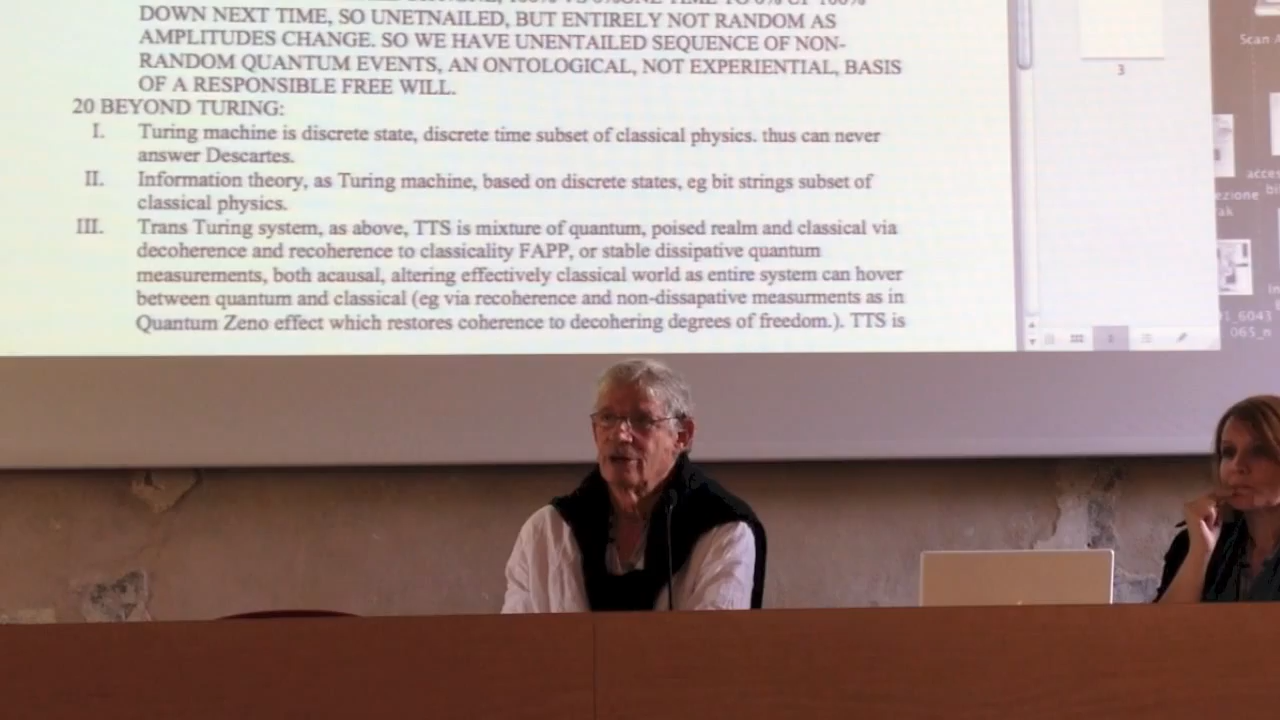 DOWN NEXT TIME, SO UNETNAILED, BUT ENTIRELY NOT RANDOM AS
AMPLITUDES CHANGE. SO WE HAVE UNENTAILED SEQUENCE OF NON-
RANDOM QUANTUM EVENTS, AN ONTOLOGICAL, NOT EXPERIENTIAL, BASIS
OF A RESPONSIBLE FREE WILL.
20 BEYOND TURING:
I. Turing machine is discrete state, discrete time subset of classical physics. thus can never
answer Descartes.
II. Information theory, as Turing machine, based on discrete states, eg bit strings subset of
classical physics.
III. Trans Turing system, as above, TTS is mixture of quantum, poised realm and classical via
decoherence and recoherence to classicality FAPP, or stable dissipative quantum
measurements, both acausal, altering effectively classical world as entire system can hover
between quantum and classical (eg via recoherence and non-dissapative measurments as in
Quantum Zeno effect which restores coherence to decohering degrees of freedom.). TTS is
3
Scan
acces
ezione
ak
065_n